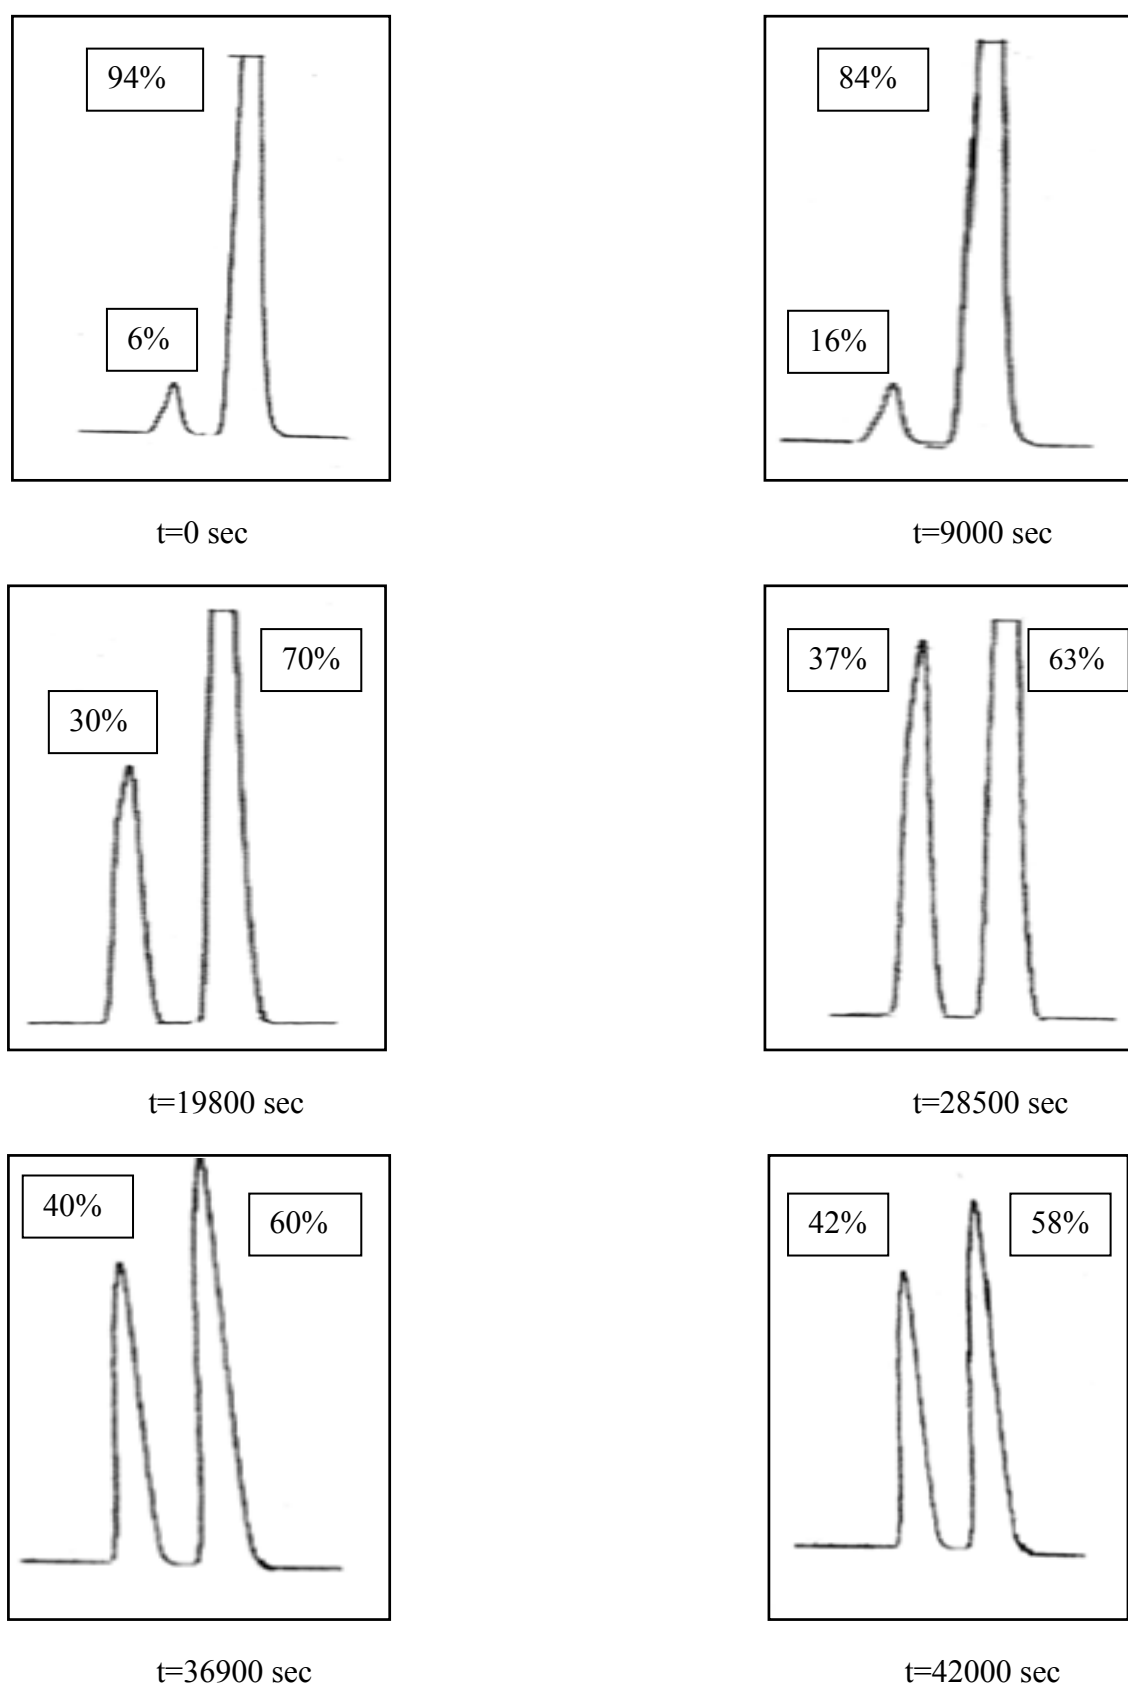 94%
6%
t=0 sec
84%
16%
t=9000 sec
70%
30%
t=19800 sec
37%
63%
t=28500 sec
40%
60%
t=36900 sec
42%
58%
t=42000 sec